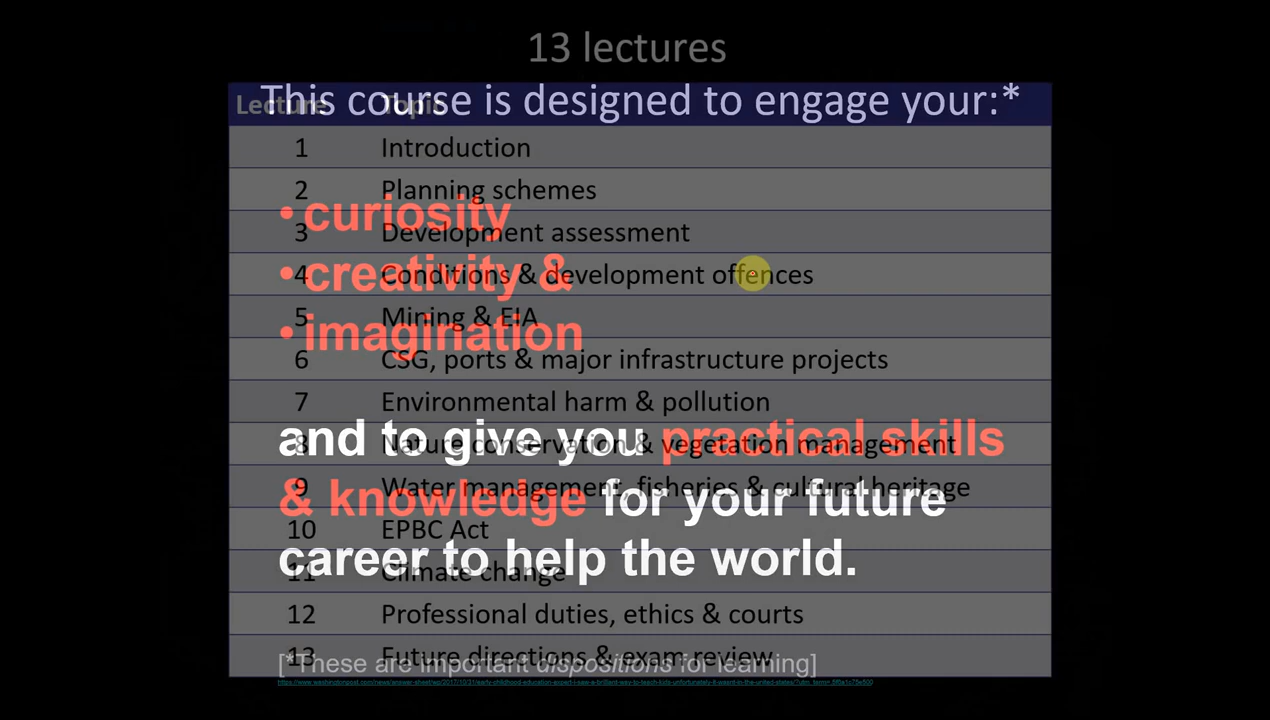 13 lectures
Lecture Topic
This course is designed to engage your:*
1 Introduction
2 Planning schemes
• curiosity
3 Development assessment
4 Conditions & development offences
• creativity &
5 Mining & EIA
• imagination
6 CSG, ports & major infrastructure projects
7 Environmental harm & pollution
8 Nature conservation & vegetation management
and to give you practical skills
9 Water management, fisheries & cultural heritage
& knowledge for your future
10 EPBC Act
11 Climate change
career to help the world.
12 Professional duties, ethics & courts
13 Future directions & exam review
[*These are important dispositions for learning]